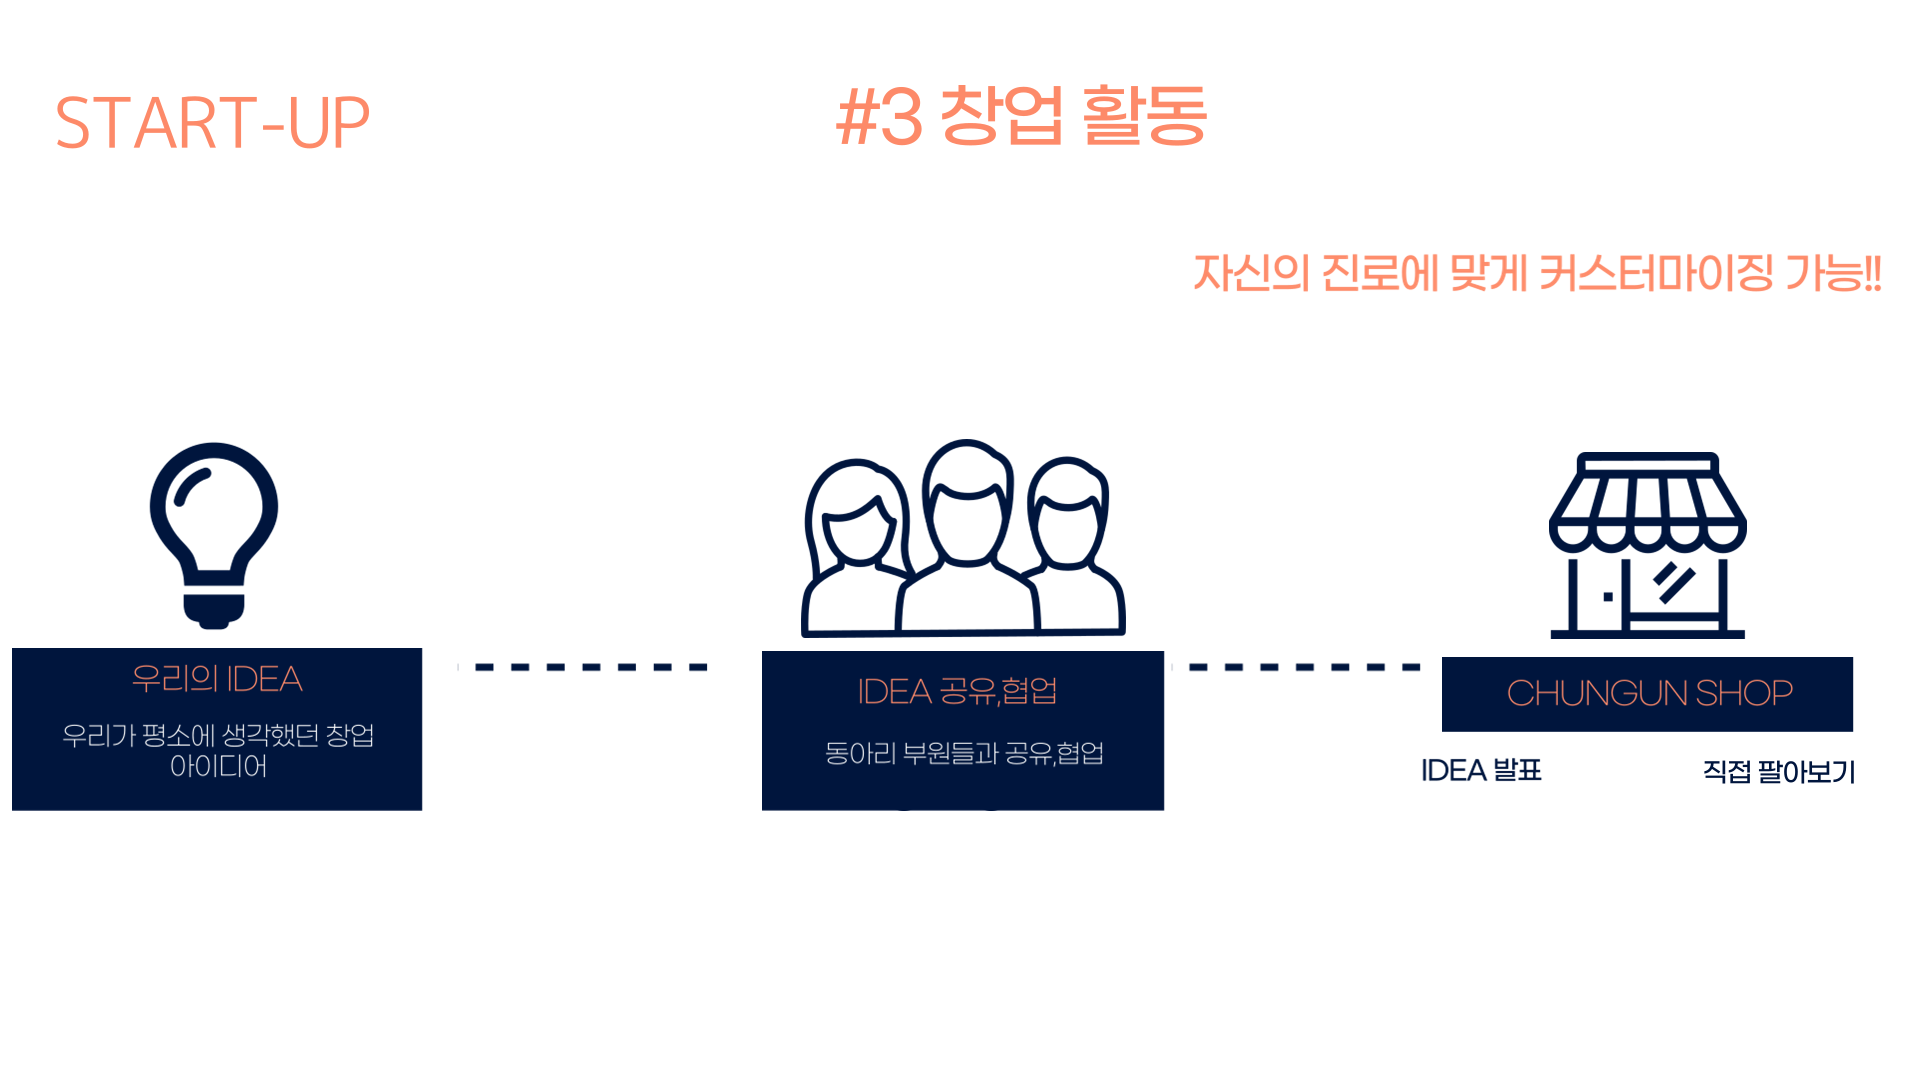 START-UP
#3 창업 활동
자신의 진로에 맞게 커스터마이징 가능!!
우리의 IDEA
우리가 평소에 생각했던 창업
아이디어
IDEA 공유,협업
동아리 부원들과 공유,협업
CHUNGUN SHOP
IDEA 발표
직접 팔아보기